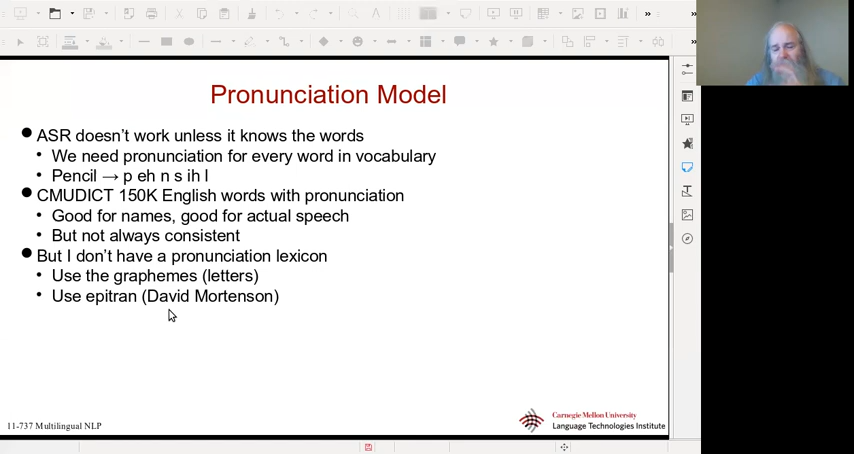 Pronunciation Model
ASR doesn't work unless it knows the words
We need pronunciation for every word in vocabulary
Pencil → p eh n s ih l
CMUDICT 150K English words with pronunciation
Good for names, good for actual speech
But not always consistent
But I don't have a pronunciation lexicon
Use the graphemes (letters)
Use epitran (David Mortenson)
11-737 Multilingual NLP
Carnegie Mellon University
Language Technologies Institute